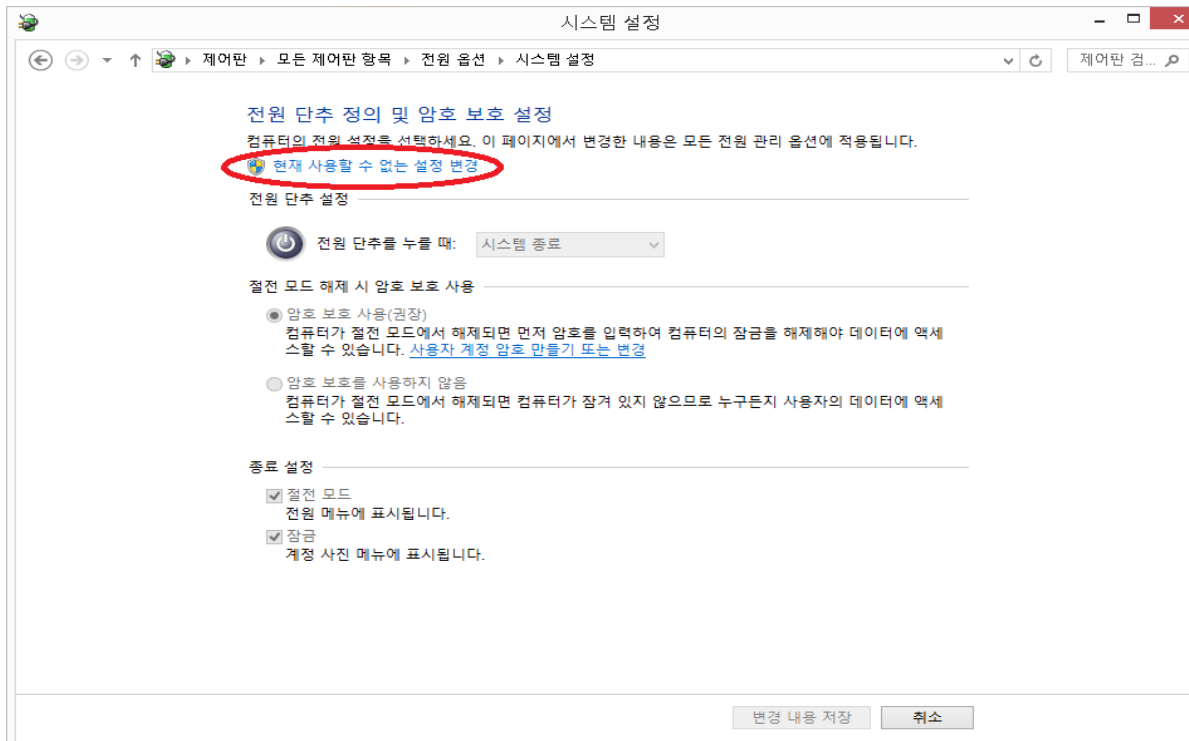 시스템 설정
제어판 ▸ 모든 제어판 항목 ▸ 전원 옵션 ▸ 시스템 설정
제어판 검...
전원 단추 정의 및 암호 보호 설정
컴퓨터의 전원 설정을 선택하세요. 이 페이지에서 변경한 내용은 모든 전원 관리 옵션에 적용됩니다.
현재 사용할 수 없는 설정 변경
전원 단추 설정
전원 단추를 누를 때: 시스템 종료
절전 모드 해제 시 암호 보호 사용
암호 보호 사용(권장)
컴퓨터가 절전 모드에서 해제되면 먼저 암호를 입력하여 컴퓨터의 잠금을 해제해야 데이터에 액세
스할 수 있습니다. 사용자 계정 암호 만들기 또는 변경
암호 보호를 사용하지 않음
컴퓨터가 절전 모드에서 해제되면 컴퓨터가 잠겨 있지 않으므로 누구든지 사용자의 데이터에 액세
스할 수 있습니다.
종료 설정
절전 모드
전원 메뉴에 표시됩니다.
잠금
계정 사진 메뉴에 표시됩니다.
변경 내용 저장
취소